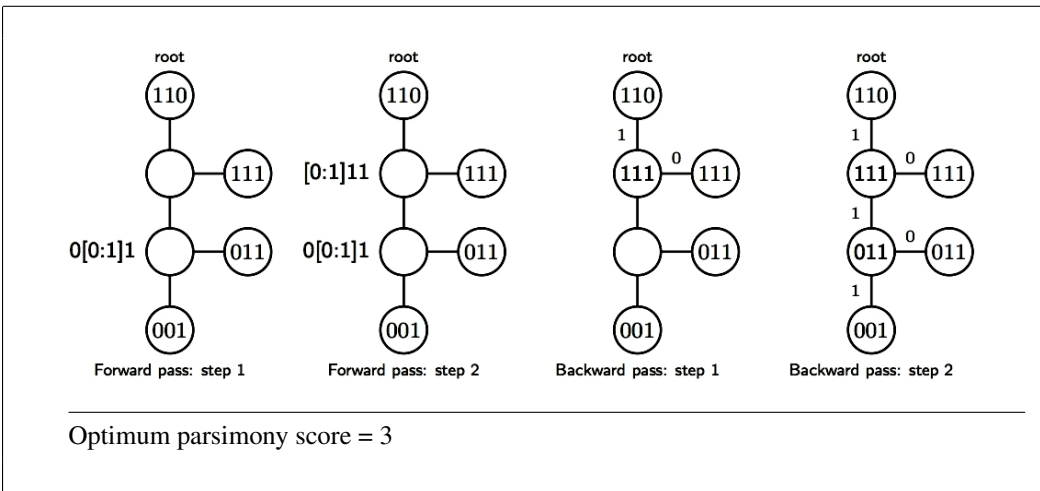 root root root root
110 110 110 110
1 1
0 0
111 [0:1]11 111 111 111 111 111
1
0
0[0:1]1 011 0[0:1]1 011 011 011 011
1
001 001 001 001
Forward pass: step 1 Forward pass: step 2 Backward pass: step 1 Backward pass: step 2
Optimum parsimony score = 3